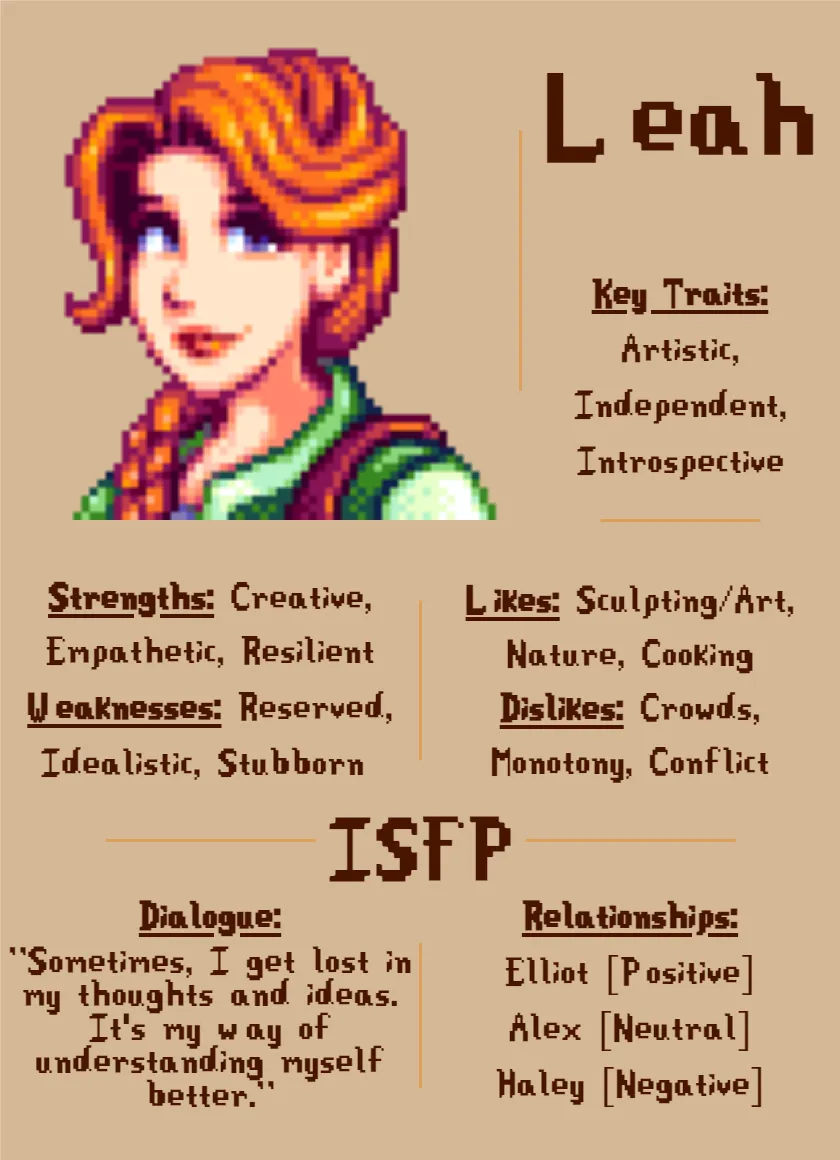 Leah
Key Traits:
Artistic,
Independent,
Introspective
Strengths: Creative,
Empathetic, Resilient
Weaknesses: Reserved,
Idealistic, Stubborn
Likes: Sculpting/Art,
Nature, Cooking
Dislikes: Crowds,
Monotony, Conflict
ISFP
Dialogue:
"Sometimes, I get lost in
my thoughts and ideas.
It's my way of
understanding myself
better."
Relationships:
Elliot [Positive]
Alex [Neutral]
Haley [Negative]